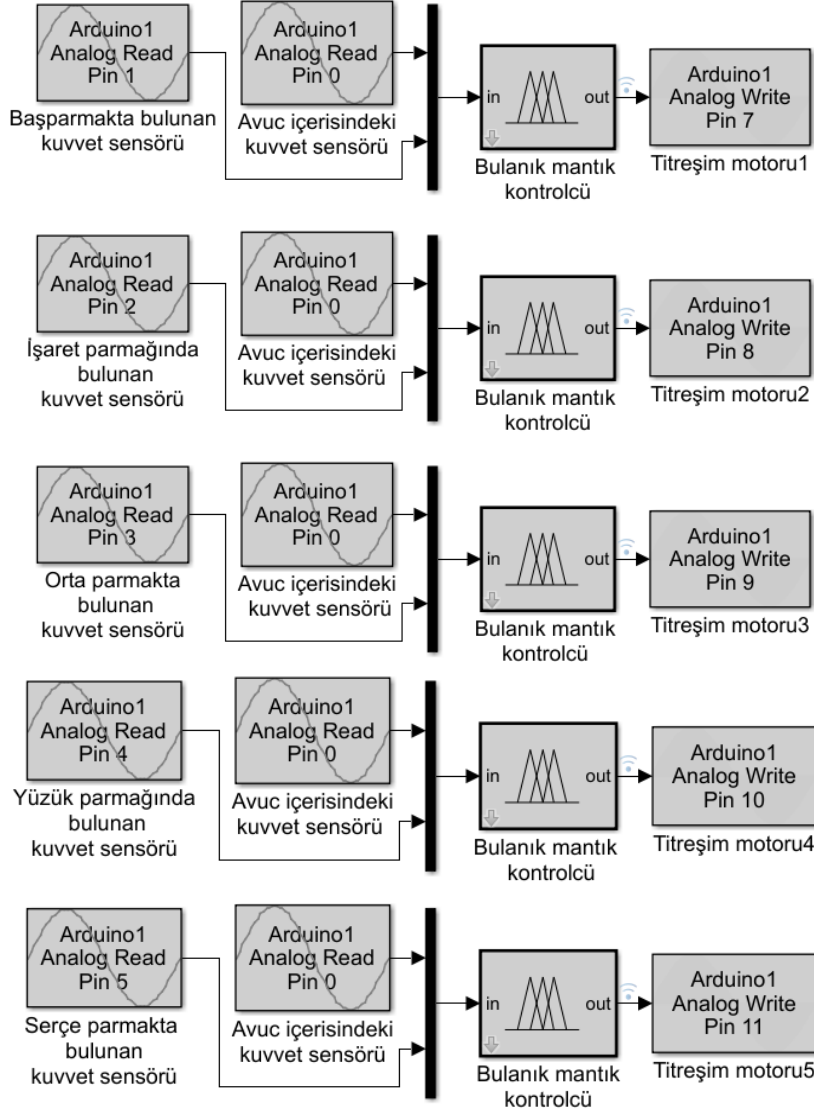 Arduino1
Analog Read
Pin 1
Başparmakta bulunan
kuvvet sensörü
Arduino1
Analog Read
Pin 0
Avuc içerisindeki
kuvvet sensörü
in
out
Bulanık mantık
kontrolcü
Arduino1
Analog Write
Pin 7
Titreşim motoru1
Arduino1
Analog Read
Pin 2
İşaret parmağında
bulunan
kuvvet sensörü
Arduino1
Analog Read
Pin 0
Avuc içerisindeki
kuvvet sensörü
in
out
Bulanık mantık
kontrolcü
Arduino1
Analog Write
Pin 8
Titreşim motoru2
Arduino1
Analog Read
Pin 3
Orta parmakta
bulunan
kuvvet sensörü
Arduino1
Analog Read
Pin 0
Avuc içerisindeki
kuvvet sensörü
in
out
Bulanık mantık
kontrolcü
Arduino1
Analog Write
Pin 9
Titreşim motoru3
Arduino1
Analog Read
Pin 4
Yüzük parmağında
bulunan
kuvvet sensörü
Arduino1
Analog Read
Pin 0
Avuc içerisindeki
kuvvet sensörü
in
out
Bulanık mantık
kontrolcü
Arduino1
Analog Write
Pin 10
Titreşim motoru4
Arduino1
Analog Read
Pin 5
Serçe parmakta
bulunan
kuvvet sensörü
Arduino1
Analog Read
Pin 0
Avuc içerisindeki
kuvvet sensörü
in
out
Bulanık mantık
kontrolcü
Arduino1
Analog Write
Pin 11
Titreşim motoru5